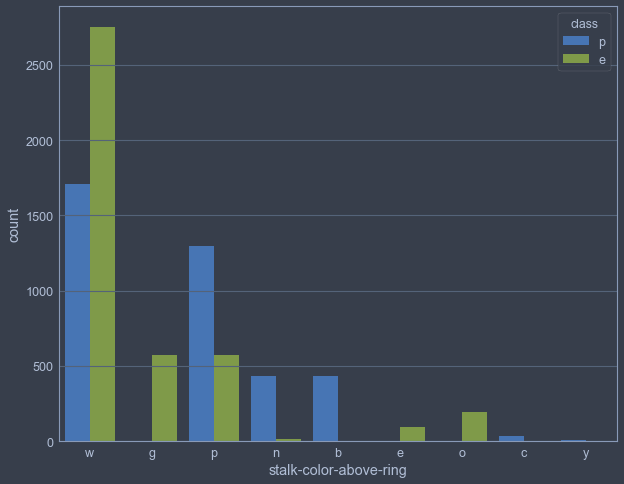 class
p
e
2500
2000
1500
1000
500
0
count
w g p n b e o c y
stalk-color-above-ring